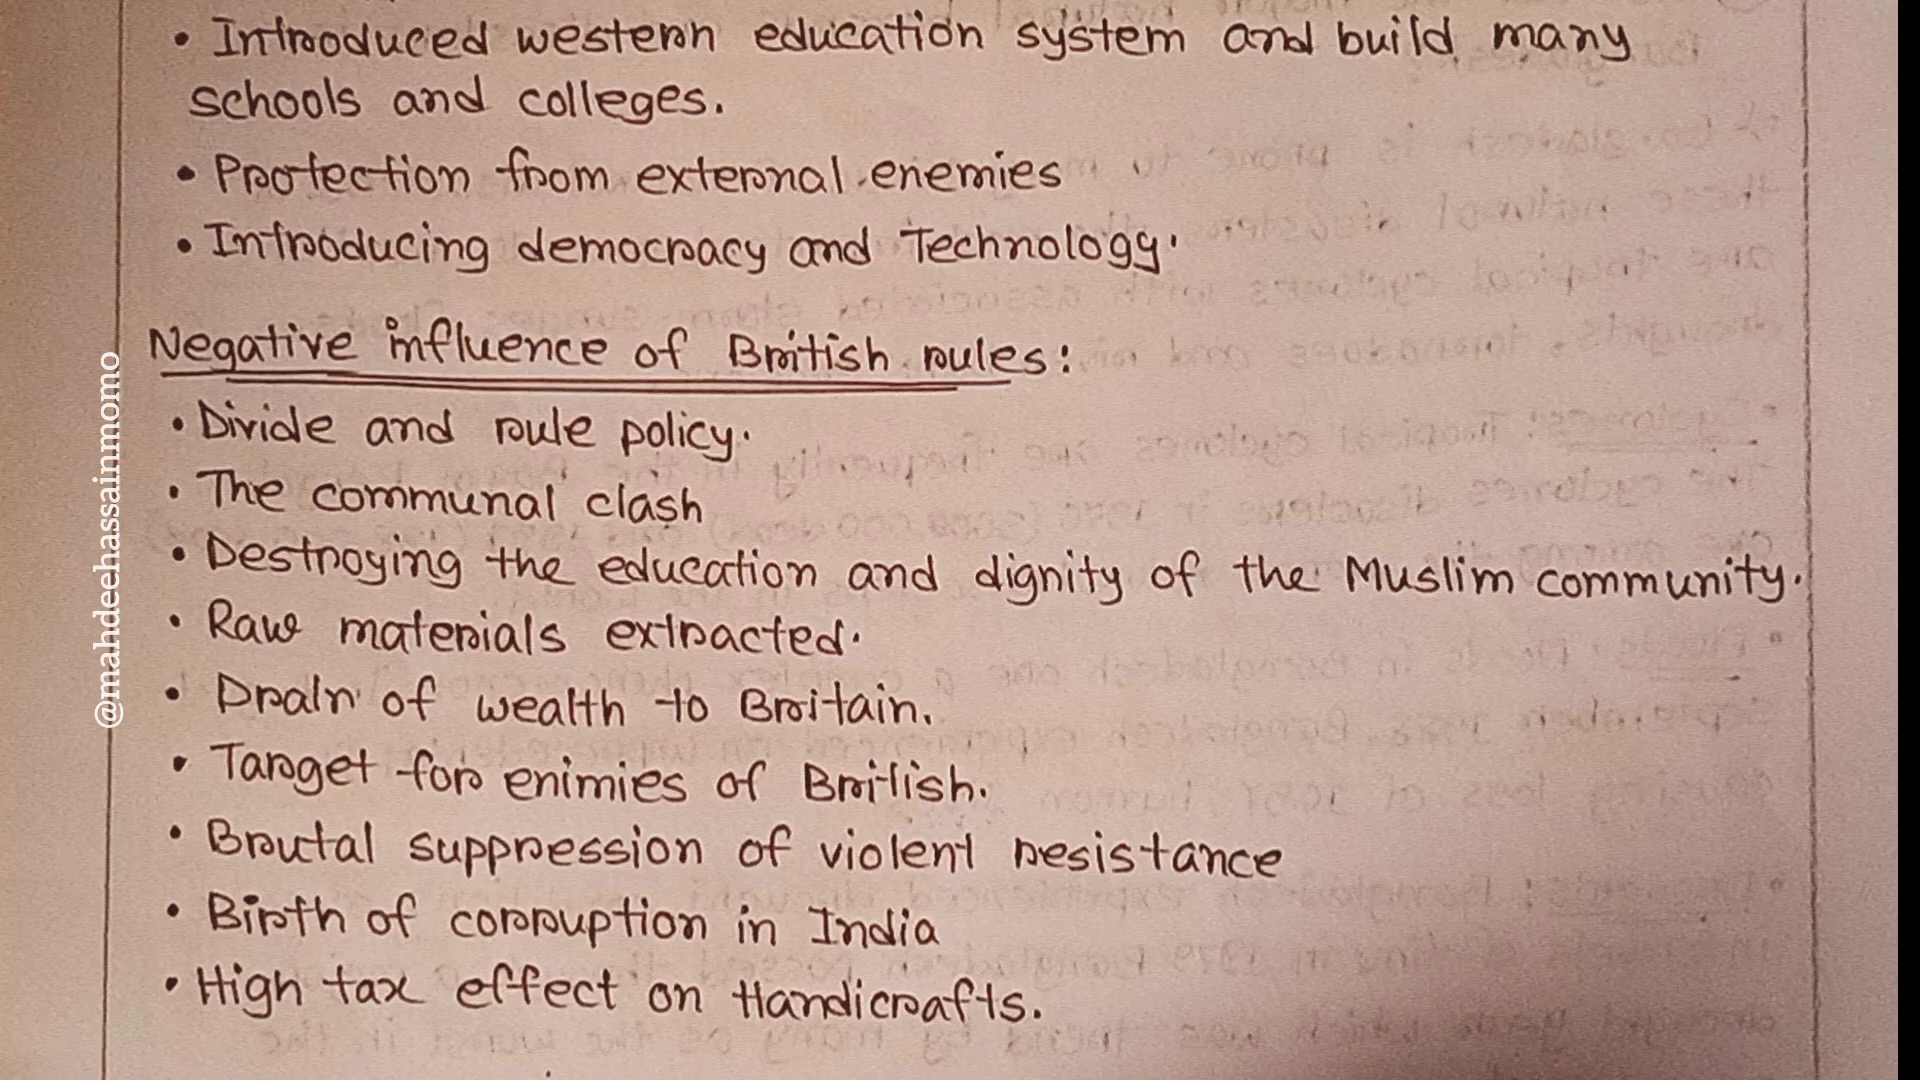 • Introduced western education system and build many
schools and colleges.
• Protection from external enemies
• Introducing democracy and Technology.
Negative influence of British rules:
• Divide and rule policy.
• The communal clash
• Destroying the education and dignity of the Muslim community.
• Raw materials extracted.
• Drain of wealth to Britain.
• Target for enimies of British.
• Brutal suppression of violent resistance
• Birth of corruption in India
• High tax effect on Handicrafts.
@mahdeehassainmomo